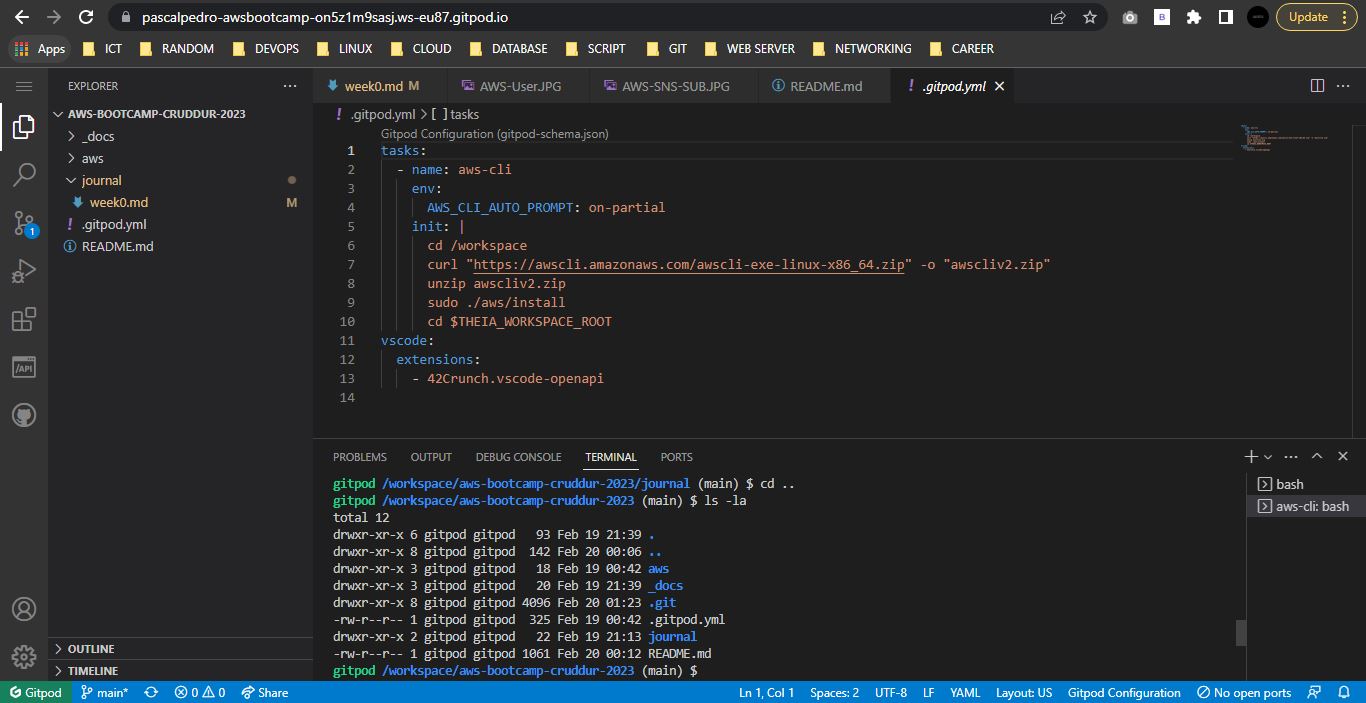 pascalpedro-awsbootcamp-on5z1m9sasj.ws-eu87.gitpod.io
B
Update
Apps ICT RANDOM DEVOPS LINUX CLOUD DATABASE SCRIPT GIT WEB SERVER NETWORKING CAREER
EXPLORER
week0.md M AWS-User.JPG AWS-SNS-SUB.JPG README.md .gitpod.yml
AWS-BOOTCAMP-CRUDDUR-2023
_docs
aws
journal
week0.md M
.gitpod.yml
README.md
1
/API
OUTLINE
TIMELINE
.gitpod.yml > [ ] tasks
Gitpod Configuration (gitpod-schema.json)
1 tasks:
2 - name: aws-cli
3 env:
4 AWS_CLI_AUTO_PROMPT: on-partial
5 init: |
6 cd /workspace
7 curl "https://awscli.amazonaws.com/awscli-exe-linux-x86_64.zip" -o "awscliv2.zip"
8 unzip awscliv2.zip
9 sudo ./aws/install
10 cd $THEIA_WORKSPACE_ROOT
11 vscode:
12 extensions:
13 - 42Crunch.vscode-openapi
14
PROBLEMS OUTPUT DEBUG CONSOLE TERMINAL PORTS
gitpod /workspace/aws-bootcamp-cruddur-2023/journal (main) $ cd ..
gitpod /workspace/aws-bootcamp-cruddur-2023 (main) $ ls -la
total 12
drwxr-xr-x 6 gitpod gitpod 93 Feb 19 21:39 .
drwxr-xr-x 8 gitpod gitpod 142 Feb 20 00:06 ..
drwxr-xr-x 3 gitpod gitpod 18 Feb 19 00:42 aws
drwxr-xr-x 3 gitpod gitpod 20 Feb 19 21:39 _docs
drwxr-xr-x 8 gitpod gitpod 4096 Feb 20 01:23 .git
-rw-r--r-- 1 gitpod gitpod 325 Feb 19 00:42 .gitpod.yml
drwxr-xr-x 2 gitpod gitpod 22 Feb 19 21:13 journal
-rw-r--r-- 1 gitpod gitpod 1061 Feb 20 00:12 README.md
gitpod /workspace/aws-bootcamp-cruddur-2023 (main) $
bash
aws-cli: bash
Gitpod main* 0 0 Share Ln 1, Col 1 Spaces: 2 UTF-8 LF YAML Layout: US Gitpod Configuration No open ports